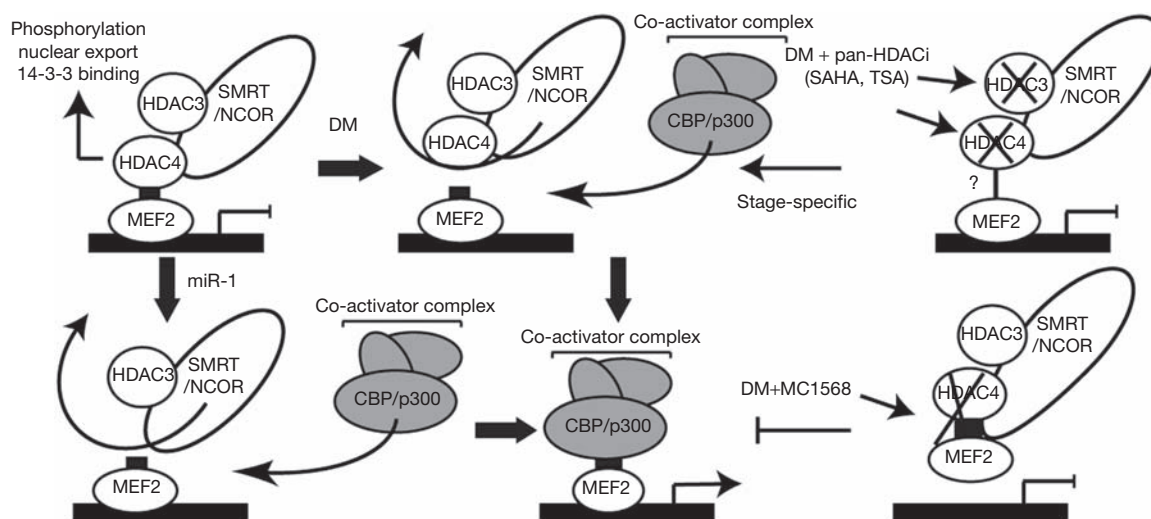 Phosphorylation
nuclear export
14-3-3 binding
HDAC3
SMRT
/NCOR
HDAC4
MEF2
DM
HDAC3
SMRT
/NCOR
HDAC4
MEF2
Co-activator complex
CBP/p300
DM + pan-HDACi
(SAHA, TSA)
Stage-specific
HDAC3
SMRT
/NCOR
HDAC4
?
MEF2
miR-1
HDAC3
SMRT
/NCOR
MEF2
Co-activator complex
CBP/p300
Co-activator complex
CBP/p300
MEF2
DM+MC1568
HDAC3
SMRT
/NCOR
HDAC4
MEF2